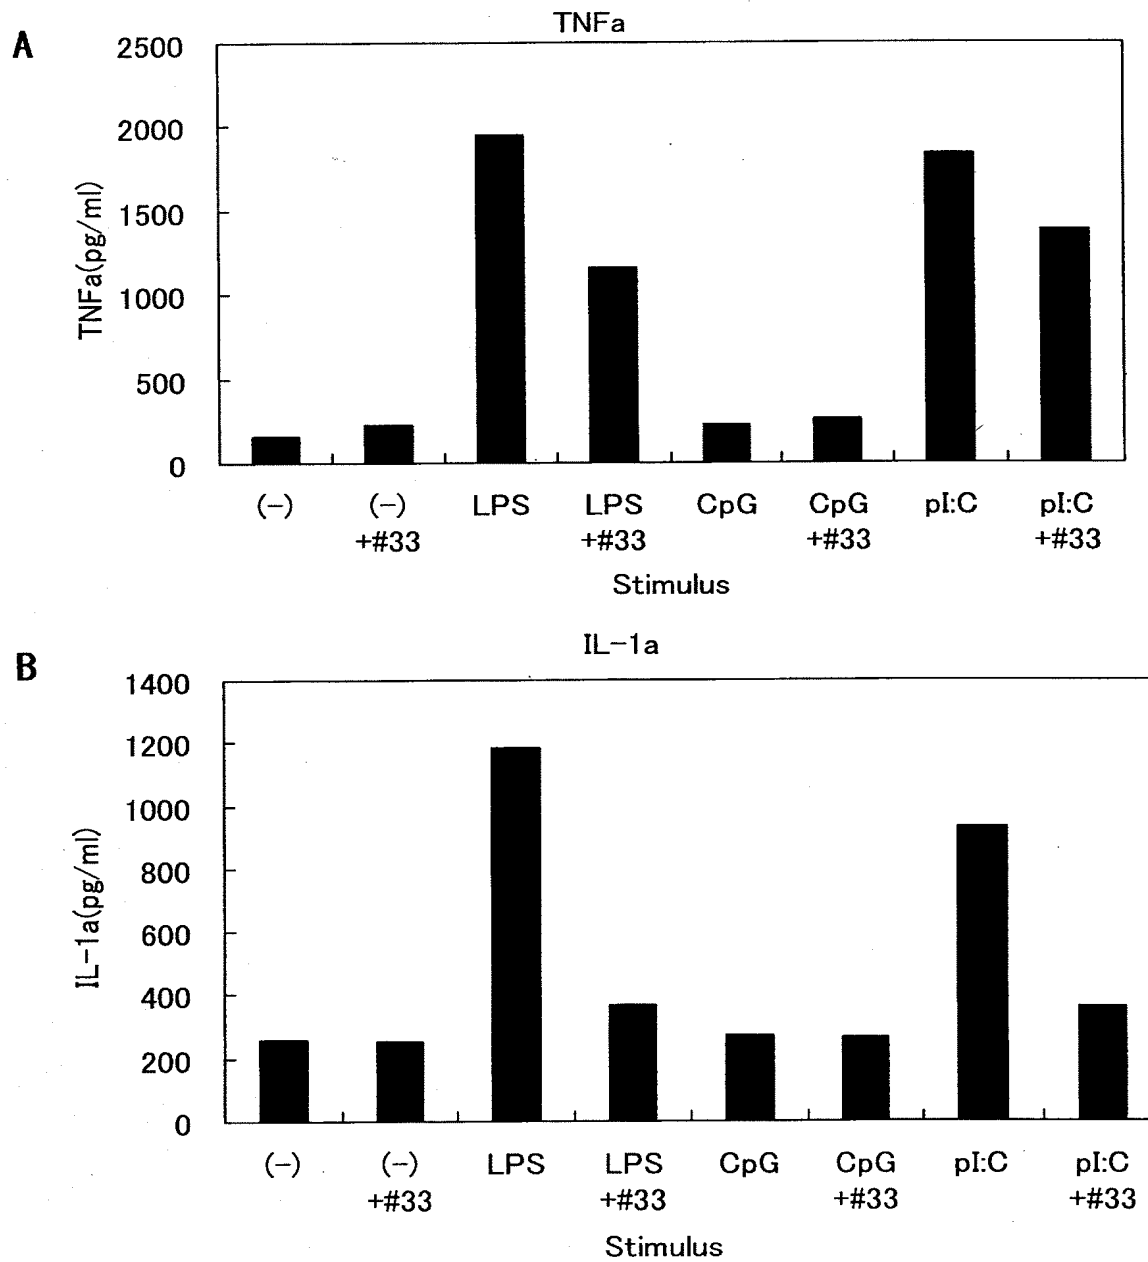 A
TNFa
2500
2000
1500
1000
500
0
TNFa(pg/ml)
(-) (-) LPS LPS CpG CpG pI:C pI:C
+#33 +#33 +#33 +#33
Stimulus
B
IL-1a
1400
1200
1000
800
600
400
200
0
IL-1a(pg/ml)
(-) (-) LPS LPS CpG CpG pI:C pI:C
+#33 +#33 +#33 +#33
Stimulus